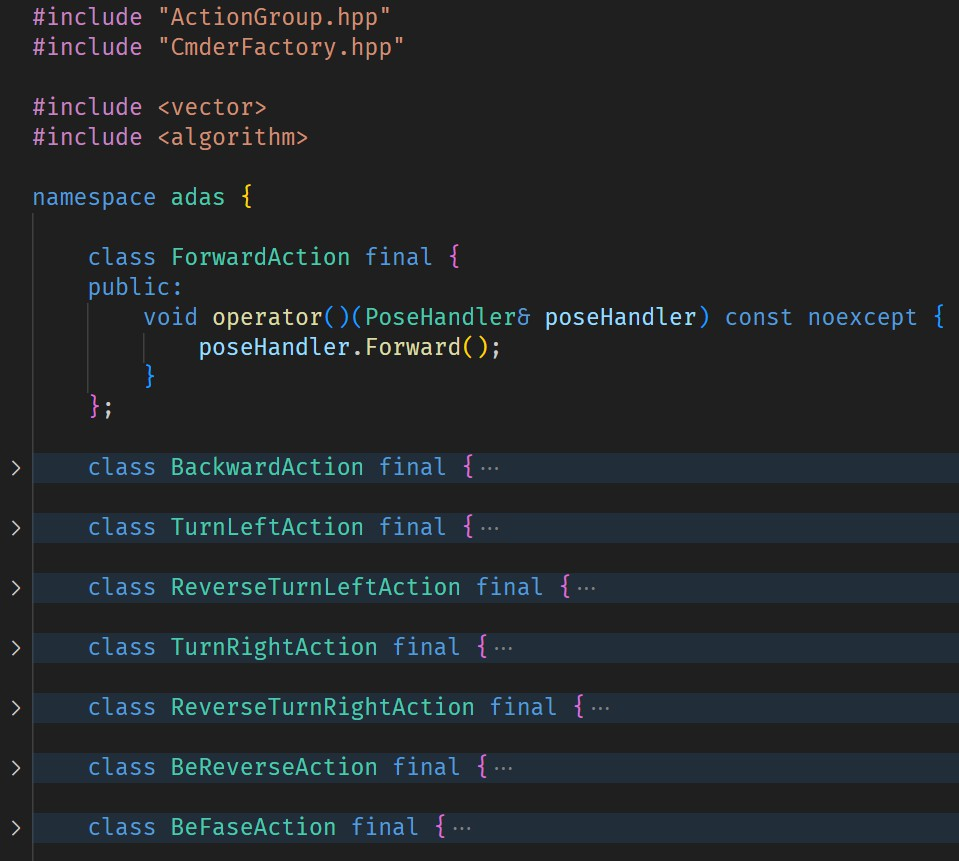 #include "ActionGroup.hpp"
#include "CmderFactory.hpp"
#include <vector>
#include <algorithm>
namespace adas {
class ForwardAction final {
public:
void operator()(PoseHandler& poseHandler) const noexcept {
poseHandler.Forward();
}
};
class BackwardAction final {···
class TurnLeftAction final {···
class ReverseTurnLeftAction final {···
class TurnRightAction final {···
class ReverseTurnRightAction final {···
class BeReverseAction final {···
class BeFaseAction final {···